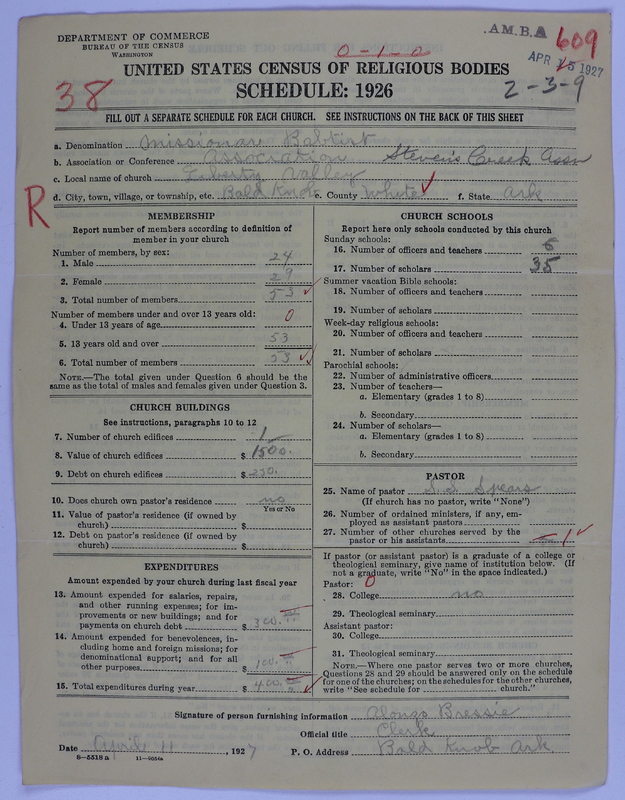 DEPARTMENT OF COMMERCE
BUREAU OF THE CENSUS
WASHINGTON
0-1-0
A.M.B.A
609
APR 15 1927
2-3-9
38
UNITED STATES CENSUS OF RELIGIOUS BODIES
SCHEDULE: 1926
FILL OUT A SEPARATE SCHEDULE FOR EACH CHURCH. SEE INSTRUCTIONS ON THE BACK OF THIS SHEET
a. Denomination Missionare Babtist
b. Association or Conference Association Steven's Creek Assn
c. Local name of church Liberty Valley
d. City, town, village, or township, etc. Bald Knob e. County White f. State Ark
R
MEMBERSHIP
Report number of members according to definition of
member in your church
Number of members, by sex:
1. Male 24
2. Female 29
3. Total number of members 53
Number of members under and over 13 years old:
4. Under 13 years of age 0
5. 13 years old and over 53
6. Total number of members 53
NOTE.—The total given under Question 6 should be the
same as the total of males and females given under Question 3.
CHURCH BUILDINGS
See instructions, paragraphs 10 to 12
7. Number of church edifices 1
8. Value of church edifices $ 1500.
9. Debt on church edifices $ 250.
10. Does church own pastor's residence no
Yes or No
11. Value of pastor's residence (if owned by
church) $
12. Debt on pastor's residence (if owned by
church) $
EXPENDITURES
Amount expended by your church during last fiscal year
13. Amount expended for salaries, repairs,
and other running expenses; for im-
provements or new buildings; and for
payments on church debt $ 300.
14. Amount expended for benevolences, in-
cluding home and foreign missions; for
denominational support; and for all
other purposes $ 100.
15. Total expenditures during year $ 400.
CHURCH SCHOOLS
Report here only schools conducted by this church
Sunday schools:
16. Number of officers and teachers 6
17. Number of scholars 35
Summer vacation Bible schools:
18. Number of officers and teachers
19. Number of scholars
Week-day religious schools:
20. Number of officers and teachers
21. Number of scholars
Parochial schools:
22. Number of administrative officers
23. Number of teachers—
a. Elementary (grades 1 to 8)
b. Secondary
24. Number of scholars—
a. Elementary (grades 1 to 8)
b. Secondary
PASTOR
25. Name of pastor Spears
(If church has no pastor, write "None")
26. Number of ordained ministers, if any, em-
ployed as assistant pastors
27. Number of other churches served by the
pastor or his assistants 1
If pastor (or assistant pastor) is a graduate of a college or
theological seminary, give name of institution below. (If
not a graduate, write "No" in the space indicated.)
Pastor: 0
28. College no
29. Theological seminary
Assistant pastor:
30. College
31. Theological seminary
NOTE.—Where one pastor serves two or more churches,
Questions 28 and 29 should be answered only on the schedule
for one of the churches; on the schedules for the other churches,
write "See schedule for church."
Signature of person furnishing information Alonzo Bressie
Official title Clerk
Date April 11, 1927 P. O. Address Bald Knob Ark.
8-5518a 11-9054a